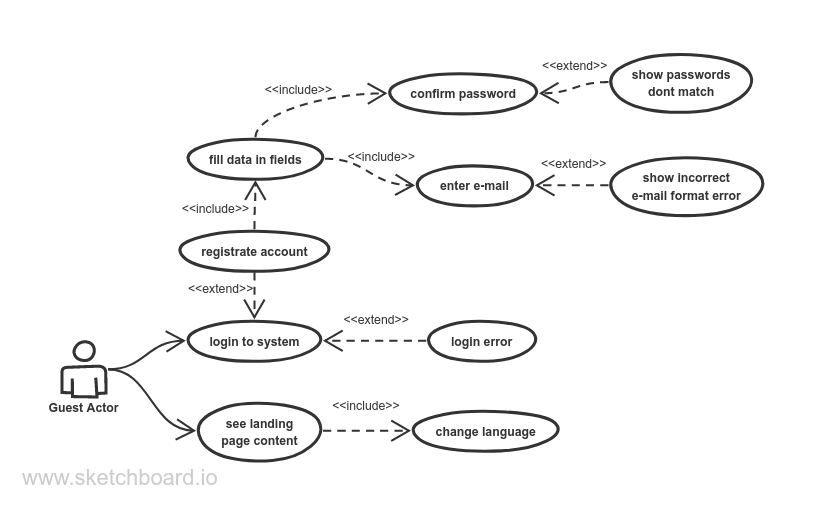 <<extend>>
show passwords
dont match
<<include>>
confirm password
fill data in fields
<<include>>
<<extend>>
show incorrect
e-mail format error
enter e-mail
<<include>>
registrate account
<<extend>>
<<extend>>
login to system
login error
Guest Actor
<<include>>
see landing
page content
change language
www.sketchboard.io